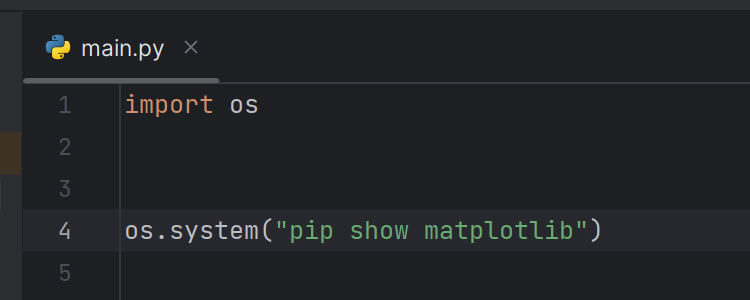 main.py
1 import os
2
3
4 os.system("pip show matplotlib")
5